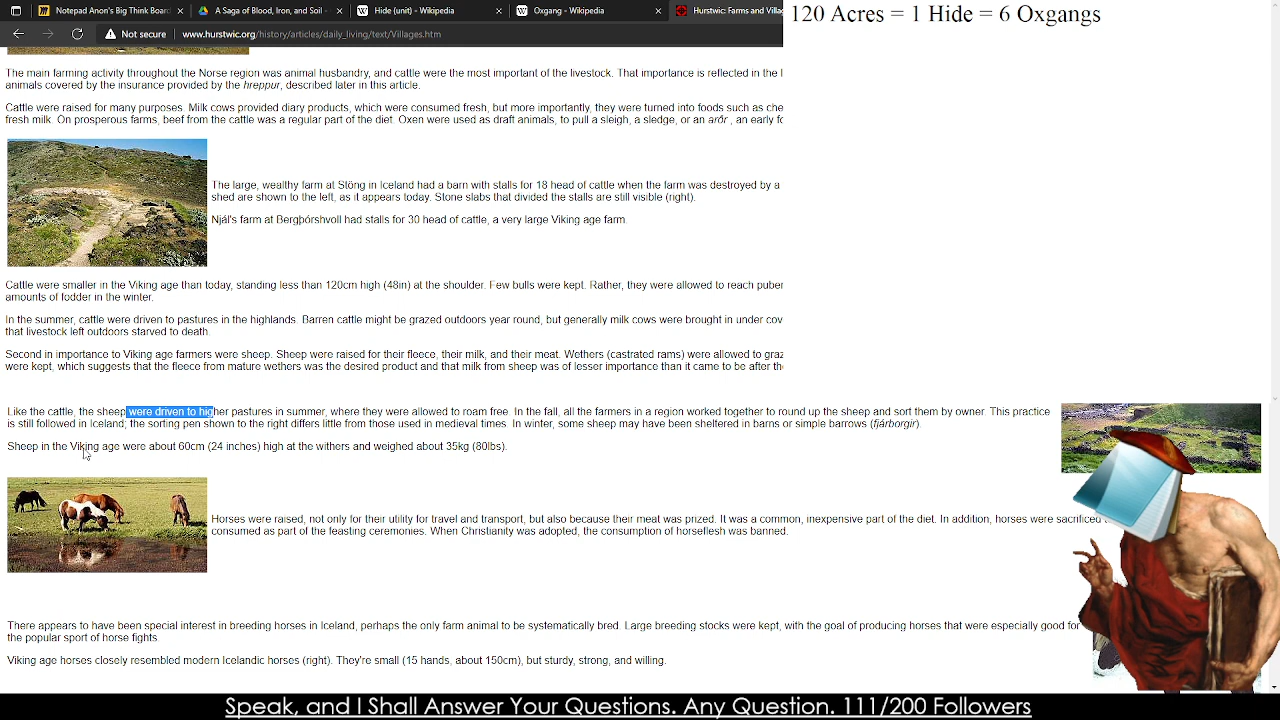 Notepad Anon's Big Think Board
A Saga of Blood, Iron, and Soil -
Hide (unit) - Wikipedia
Oxgang - Wikipedia
Hurstwic: Farms and Villag
120 Acres = 1 Hide = 6 Oxgangs
Not secure
www.hurstwic.org/history/articles/daily_living/text/Villages.htm
The main farming activity throughout the Norse region was animal husbandry, and cattle were the most important of the livestock. That importance is reflected in the l
animals covered by the insurance provided by the hreppur, described later in this article.
Cattle were raised for many purposes. Milk cows provided diary products, which were consumed fresh, but more importantly, they were turned into foods such as che
fresh milk. On prosperous farms, beef from the cattle was a regular part of the diet. Oxen were used as draft animals, to pull a sleigh, a sledge, or an arðr , an early fo
The large, wealthy farm at Stöng in Iceland had a barn with stalls for 18 head of cattle when the farm was destroyed by a
shed are shown to the left, as it appears today. Stone slabs that divided the stalls are still visible (right).
Njál's farm at Bergþórshvoll had stalls for 30 head of cattle, a very large Viking age farm.
Cattle were smaller in the Viking age than today, standing less than 120cm high (48in) at the shoulder. Few bulls were kept. Rather, they were allowed to reach puber
amounts of fodder in the winter.
In the summer, cattle were driven to pastures in the highlands. Barren cattle might be grazed outdoors year round, but generally milk cows were brought in under cov
that livestock left outdoors starved to death.
Second in importance to Viking age farmers were sheep. Sheep were raised for their fleece, their milk, and their meat. Wethers (castrated rams) were allowed to graz
were kept, which suggests that the fleece from mature wethers was the desired product and that milk from sheep was of lesser importance than it came to be after th
Like the cattle, the sheep were driven to higher pastures in summer, where they were allowed to roam free. In the fall, all the farmers in a region worked together to round up the sheep and sort them by owner. This practice
is still followed in Iceland; the sorting pen shown to the right differs little from those used in medieval times. In winter, some sheep may have been sheltered in barns or simple barrows (fjárborgir).
Sheep in the Viking age were about 60cm (24 inches) high at the withers and weighed about 35kg (80lbs).
Horses were raised, not only for their utility for travel and transport, but also because their meat was prized. It was a common, inexpensive part of the diet. In addition, horses were sacrificed
consumed as part of the feasting ceremonies. When Christianity was adopted, the consumption of horseflesh was banned.
There appears to have been special interest in breeding horses in Iceland, perhaps the only farm animal to be systematically bred. Large breeding stocks were kept, with the goal of producing horses that were especially good for
the popular sport of horse fights.
Viking age horses closely resembled modern Icelandic horses (right). They're small (15 hands, about 150cm), but sturdy, strong, and willing.
Speak, and I Shall Answer Your Questions. Any Question. 111/200 Followers